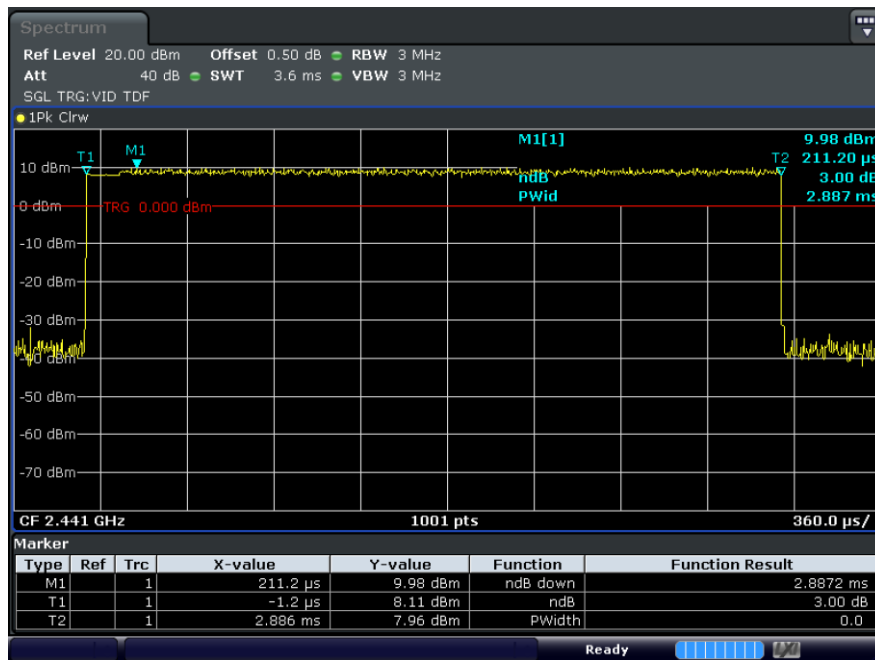 Spectrum
Ref Level 20.00 dBm Offset 0.50 dB RBW 3 MHz
Att 40 dB SWT 3.6 ms VBW 3 MHz
SGL TRG:VID TDF
1Pk Clrw
M1[1] 9.98 dBm
211.20 µs
ndB 3.00 dB
PWid 2.887 ms
T1 M1 T2
10 dBm
0 dBm
TRG 0.000 dBm
-10 dBm
-20 dBm
-30 dBm
-40 dBm
-50 dBm
-60 dBm
-70 dBm
CF 2.441 GHz 1001 pts 360.0 µs/
Marker
Type Ref Trc X-value Y-value Function Function Result
M1 1 211.2 µs 9.98 dBm ndB down 2.8872 ms
T1 1 -1.2 µs 8.11 dBm ndB 3.00 dB
T2 1 2.886 ms 7.96 dBm PWidth 0.0
Ready